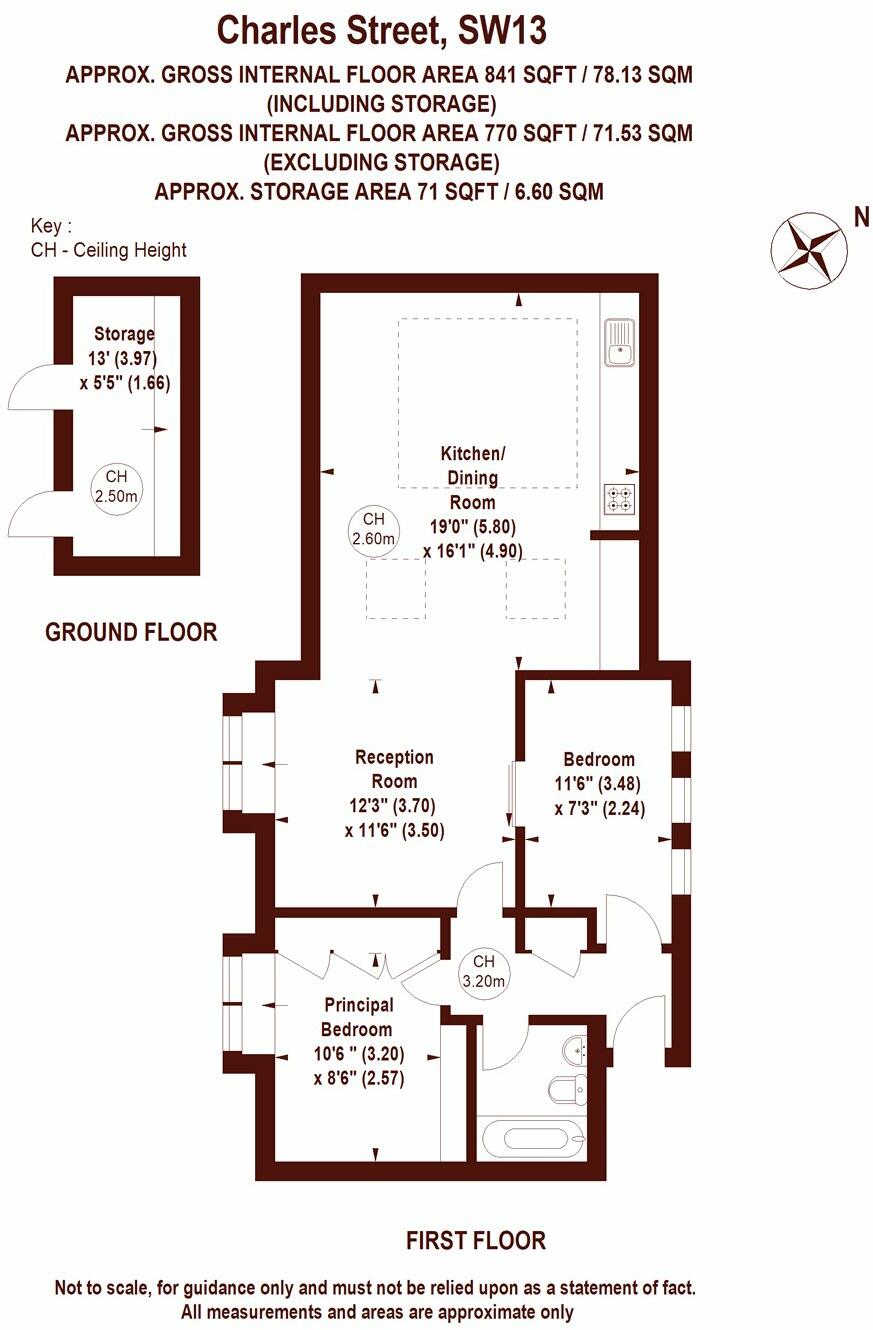 Charles Street, SW13
APPROX. GROSS INTERNAL FLOOR AREA 841 SQFT / 78.13 SQM
(INCLUDING STORAGE)
APPROX. GROSS INTERNAL FLOOR AREA 770 SQFT / 71.53 SQM
(EXCLUDING STORAGE)
APPROX. STORAGE AREA 71 SQFT / 6.60 SQM
Key :
CH - Ceiling Height
N
Storage
13' (3.97)
x 5'5" (1.66)
CH
2.50m
GROUND FLOOR
Kitchen/
Dining
Room
19'0" (5.80)
x 16'1" (4.90)
CH
2.60m
Reception
Room
12'3" (3.70)
x 11'6" (3.50)
Bedroom
11'6" (3.48)
x 7'3" (2.24)
CH
3.20m
Principal
Bedroom
10'6 " (3.20)
x 8'6" (2.57)
FIRST FLOOR
Not to scale, for guidance only and must not be relied upon as a statement of fact.
All measurements and areas are approximate only